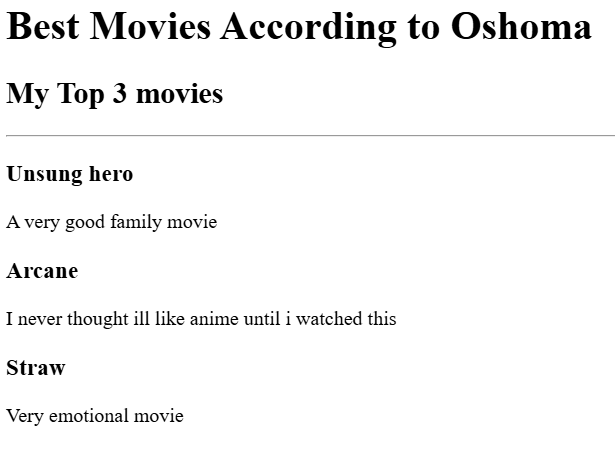 Best Movies According to Oshoma
My Top 3 movies
Unsung hero
A very good family movie
Arcane
I never thought ill like anime until i watched this
Straw
Very emotional movie